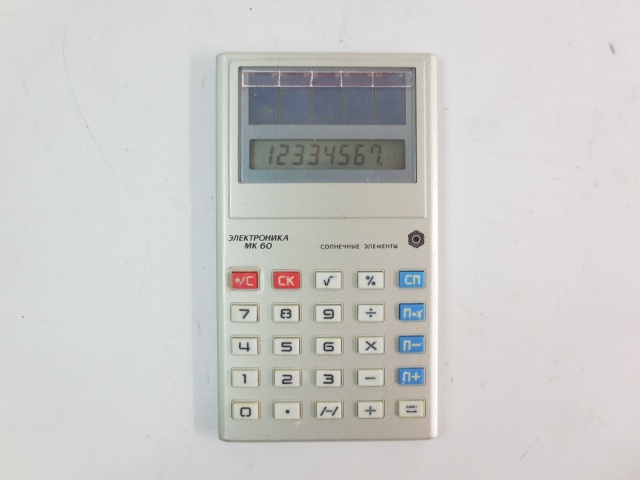 12334567.
ЭЛЕКТРОНИКА
МК 60
СОЛНЕЧНЫЕ ЭЛЕМЕНТЫ
•/С СК √ % СП
7 8 9 ÷ П→х
4 5 6 × П−
1 2 3 − П+
0 • /−/ + =